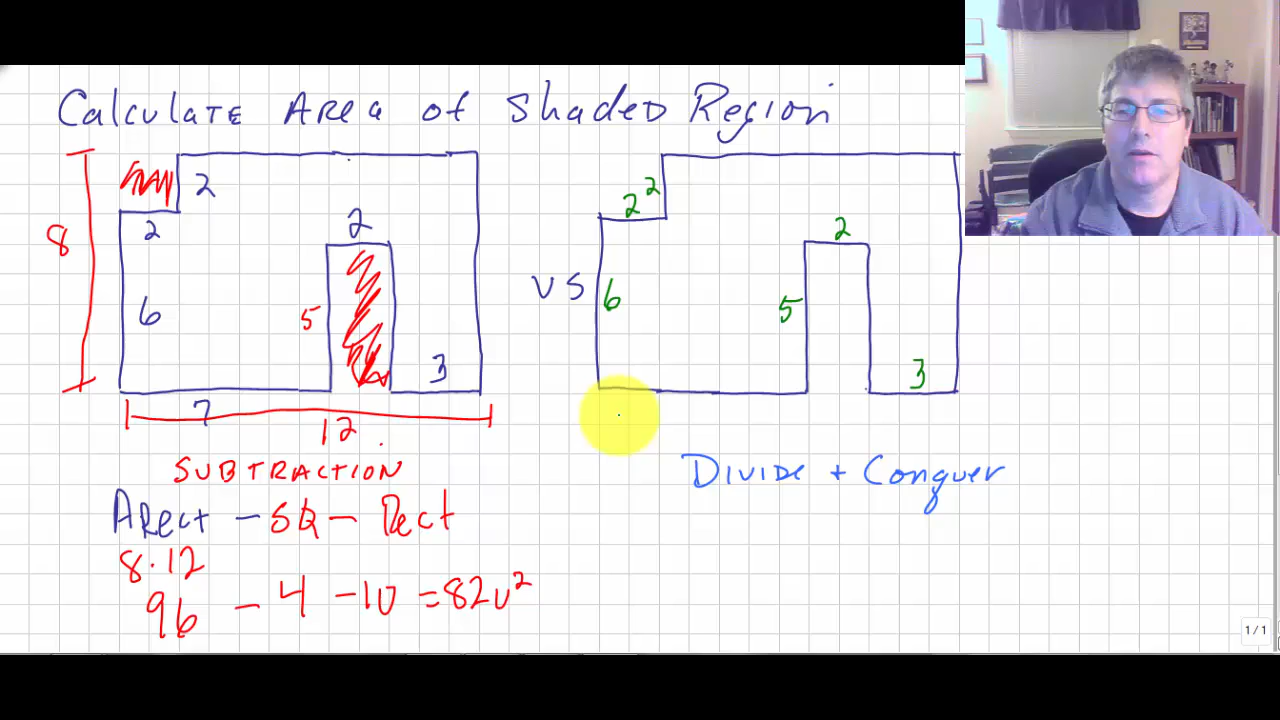 Calculate Area of Shaded Region
2
2
2
8
6
5
3
7
12
SUBTRACTION
ARect - SQ - Rect
8.12
96 - 4 - 10 = 82u²
VS
2
2
2
6
5
3
Divide + Conquer
1/1